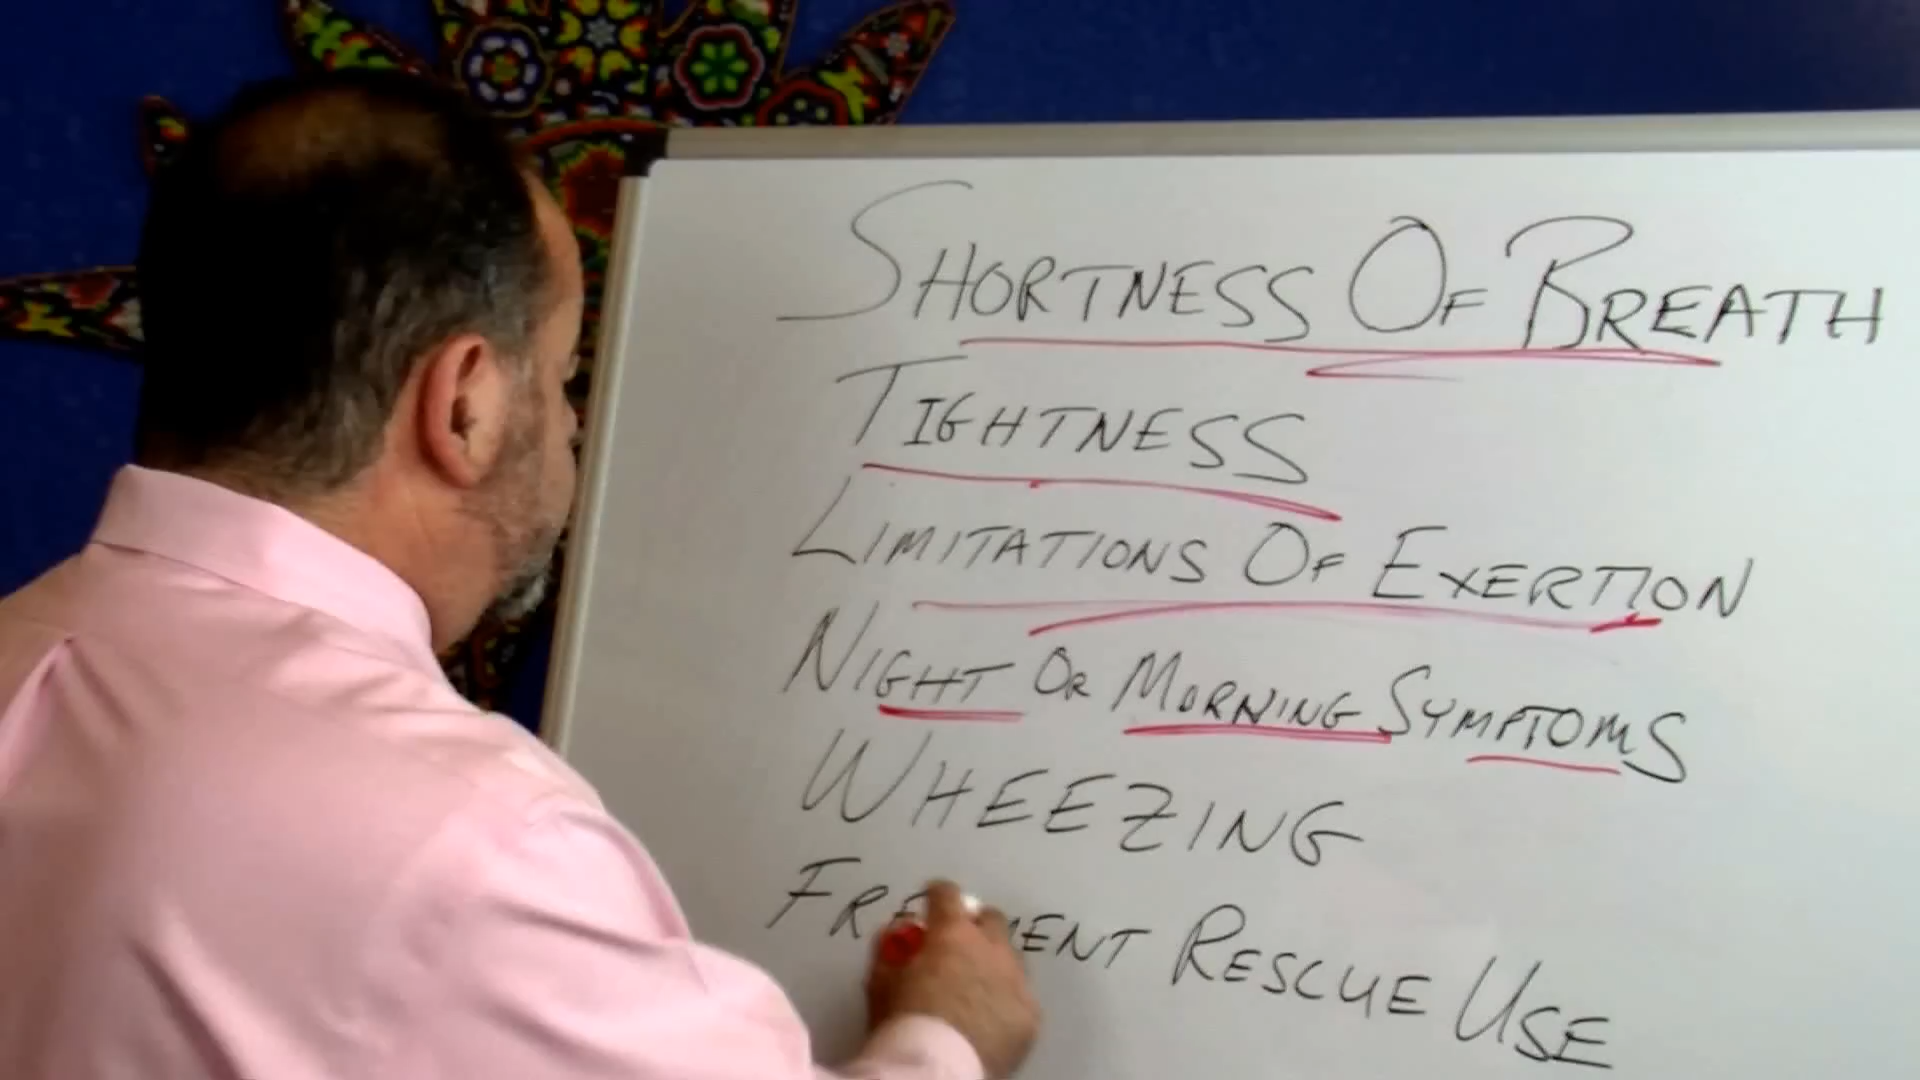 SHORTNESS OF BREATH
TIGHTNESS
LIMITATIONS OF EXERTION
NIGHT OR MORNING SYMPTOMS
WHEEZING
RESCUE USE